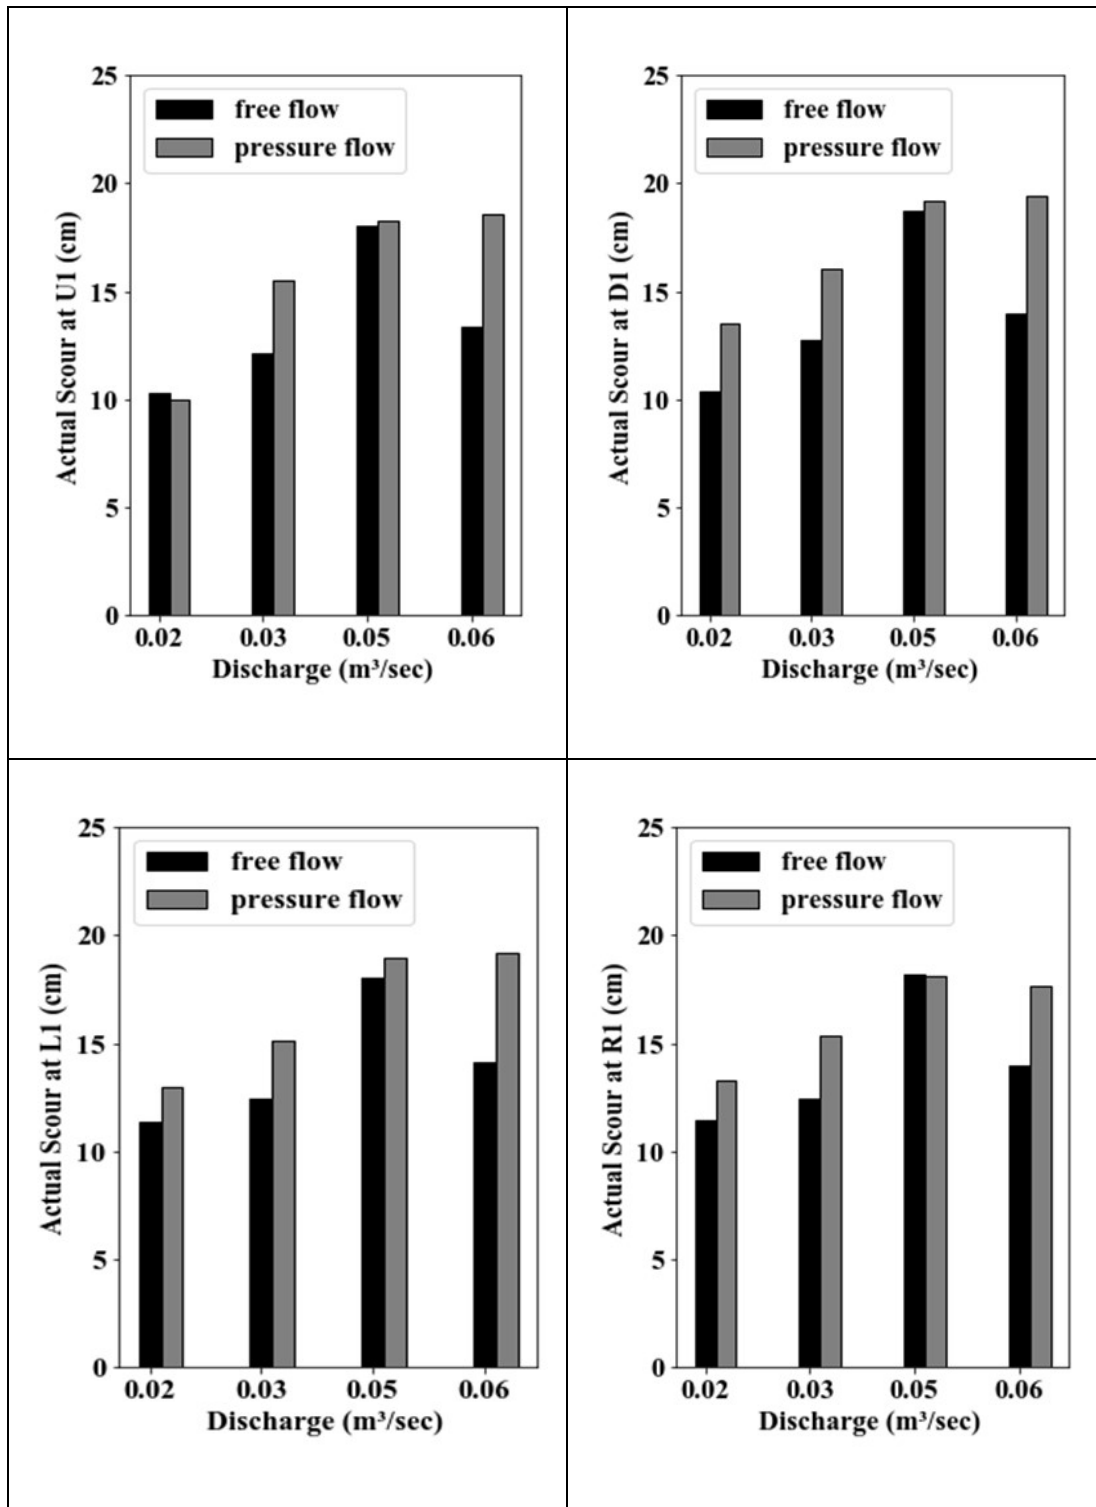 25
free flow
pressure flow
20
15
10
5
0
Actual Scour at U1 (cm)
0.02 0.03 0.05 0.06
Discharge (m³/sec)
25
free flow
pressure flow
20
15
10
5
0
Actual Scour at D1 (cm)
0.02 0.03 0.05 0.06
Discharge (m³/sec)
25
free flow
pressure flow
20
15
10
5
0
Actual Scour at L1 (cm)
0.02 0.03 0.05 0.06
Discharge (m³/sec)
25
free flow
pressure flow
20
15
10
5
0
Actual Scour at R1 (cm)
0.02 0.03 0.05 0.06
Discharge (m³/sec)